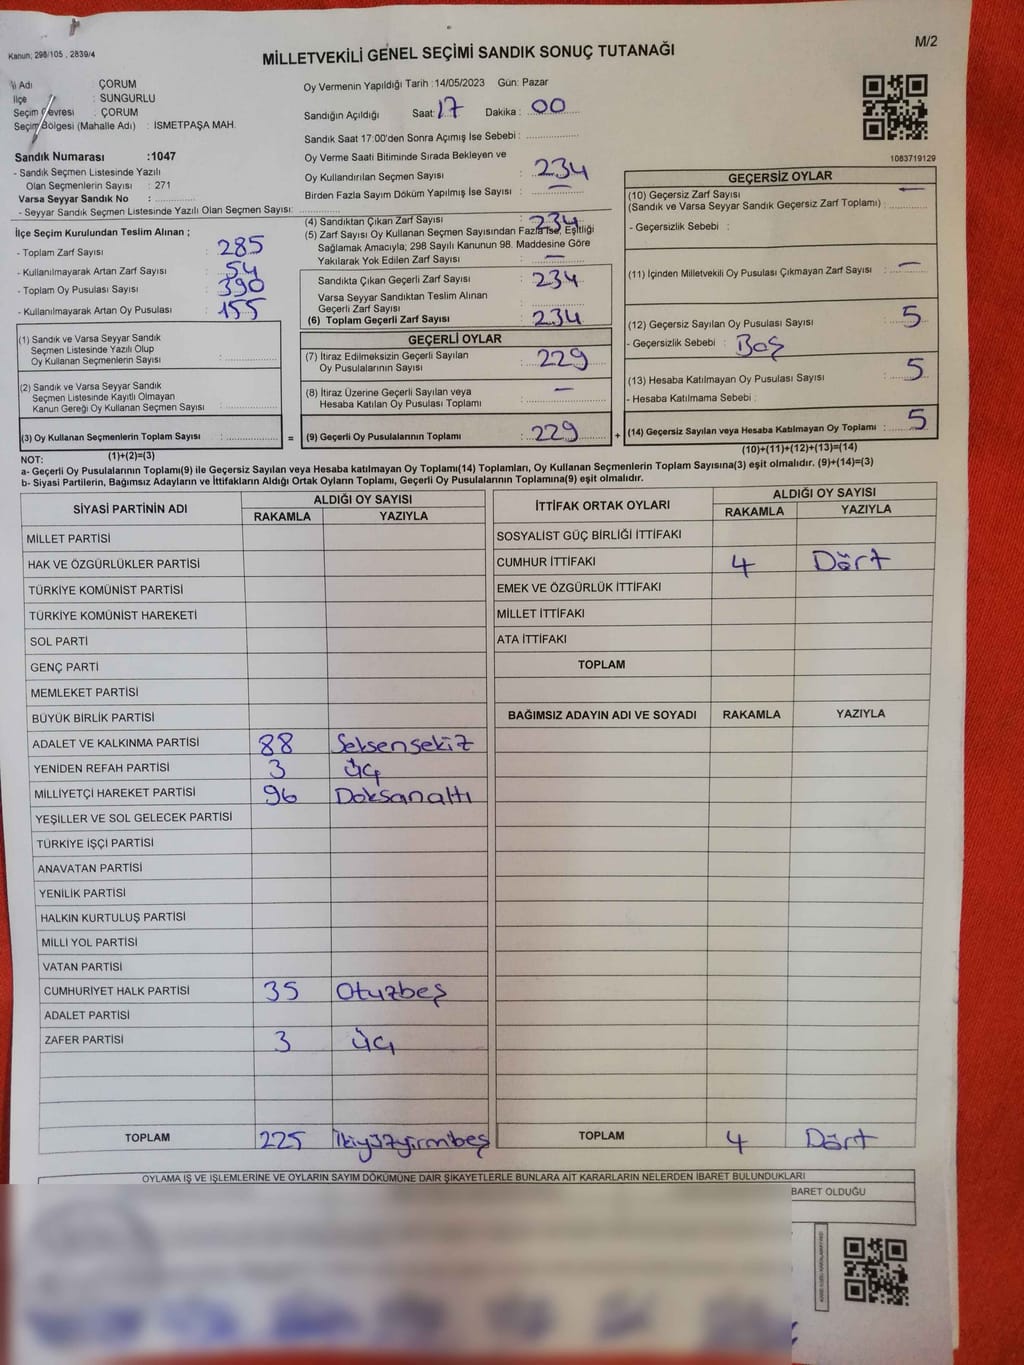 Kanun: 298/105 , 2839/4
MİLLETVEKİLİ GENEL SEÇİMİ SANDIK SONUÇ TUTANAĞI
M/2
Adı : ÇORUM
İlçe : SUNGURLU
Seçim Çevresi : ÇORUM
Seçim Bölgesi (Mahalle Adı) : İSMETPAŞA MAH.
Sandık Numarası :1047
- Sandık Seçmen Listesinde Yazılı
Olan Seçmenlerin Sayısı : 271
Varsa Seyyar Sandık No :
- Seyyar Sandık Seçmen Listesinde Yazılı Olan Seçmen Sayısı:
İlçe Seçim Kurulundan Teslim Alınan ;
- Toplam Zarf Sayısı : 285
- Kullanılmayarak Artan Zarf Sayısı : 54
- Toplam Oy Pusulası Sayısı : 390
- Kullanılmayarak Artan Oy Pusulası : 155
Oy Vermenin Yapıldığı Tarih :14/05/2023 Gün: Pazar
Sandığın Açıldığı Saat: 17 Dakika : 00
Sandık Saat 17:00'den Sonra Açımış İse Sebebi :
Oy Verme Saati Bitiminde Sırada Bekleyen ve
Oy Kullandırılan Seçmen Sayısı : 234
Birden Fazla Sayım Döküm Yapılmış İse Sayısı : —
(4) Sandıktan Çıkan Zarf Sayısı : 234
(5) Zarf Sayısı Oy Kullanan Seçmen Sayısından Fazla İse, Eşitliği
Sağlamak Amacıyla; 298 Sayılı Kanunun 98. Maddesine Göre
Yakılarak Yok Edilen Zarf Sayısı : —
Sandıkta Çıkan Geçerli Zarf Sayısı : 234
Varsa Seyyar Sandıktan Teslim Alınan
Geçerli Zarf Sayısı
(6) Toplam Geçerli Zarf Sayısı : 234
1083719129
GEÇERSİZ OYLAR
(10) Geçersiz Zarf Sayısı —
(Sandık ve Varsa Seyyar Sandık Geçersiz Zarf Toplamı) :
- Geçersizlik Sebebi :
(11) İçinden Milletvekili Oy Pusulası Çıkmayan Zarf Sayısı : —
(12) Geçersiz Sayılan Oy Pusulası Sayısı : 5
- Geçersizlik Sebebi : Boş
(13) Hesaba Katılmayan Oy Pusulası Sayısı : 5
- Hesaba Katılmama Sebebi :
(14) Geçersiz Sayılan veya Hesaba Katılmayan Oy Toplamı : 5
(10)+(11)+(12)+(13)=(14)
(1) Sandık ve Varsa Seyyar Sandık
Seçmen Listesinde Yazılı Olup
Oy Kullanan Seçmenlerin Sayısı :
(2) Sandık ve Varsa Seyyar Sandık
Seçmen Listesinde Kayıtlı Olmayan
Kanun Gereği Oy Kullanan Seçmen Sayısı :
(3) Oy Kullanan Seçmenlerin Toplam Sayısı : =
(1)+(2)=(3)
GEÇERLİ OYLAR
(7) İtiraz Edilmeksizin Geçerli Sayılan
Oy Pusulalarının Sayısı : 229
(8) İtiraz Üzerine Geçerli Sayılan veya
Hesaba Katılan Oy Pusulası Toplamı : —
(9) Geçerli Oy Pusulalarının Toplamı : 229 +
NOT:
a- Geçerli Oy Pusulalarının Toplamı(9) ile Geçersiz Sayılan veya Hesaba katılmayan Oy Toplamı(14) Toplamları, Oy Kullanan Seçmenlerin Toplam Sayısına(3) eşit olmalıdır. (9)+(14)=(3)
b- Siyasi Partilerin, Bağımsız Adayların ve İttifakların Aldığı Ortak Oyların Toplamı, Geçerli Oy Pusulalarının Toplamına(9) eşit olmalıdır.
SİYASİ PARTİNİN ADI ALDIĞI OY SAYISI
RAKAMLA YAZIYLA
MİLLET PARTİSİ
HAK VE ÖZGÜRLÜKLER PARTİSİ
TÜRKİYE KOMÜNİST PARTİSİ
TÜRKİYE KOMÜNİST HAREKETİ
SOL PARTİ
GENÇ PARTİ
MEMLEKET PARTİSİ
BÜYÜK BİRLİK PARTİSİ
ADALET VE KALKINMA PARTİSİ 88 Seksensekiz
YENİDEN REFAH PARTİSİ 3 Üç
MİLLİYETÇİ HAREKET PARTİSİ 96 Doksanaltı
YEŞİLLER VE SOL GELECEK PARTİSİ
TÜRKİYE İŞÇİ PARTİSİ
ANAVATAN PARTİSİ
YENİLİK PARTİSİ
HALKIN KURTULUŞ PARTİSİ
MİLLİ YOL PARTİSİ
VATAN PARTİSİ
CUMHURİYET HALK PARTİSİ 35 Otuzbeş
ADALET PARTİSİ
ZAFER PARTİSİ 3 Üç
TOPLAM 225 İkiyüzyirmibeş
İTTİFAK ORTAK OYLARI ALDIĞI OY SAYISI
RAKAMLA YAZIYLA
SOSYALİST GÜÇ BİRLİĞİ İTTİFAKI
CUMHUR İTTİFAKI 4 Dört
EMEK VE ÖZGÜRLÜK İTTİFAKI
MİLLET İTTİFAKI
ATA İTTİFAKI
TOPLAM
BAĞIMSIZ ADAYIN ADI VE SOYADI RAKAMLA YAZIYLA
TOPLAM 4 Dört
OYLAMA İŞ VE İŞLEMLERİNE VE OYLARIN SAYIM DÖKÜMÜNE DAİR ŞİKAYETLERLE BUNLARA AİT KARARLARIN NELERDEN İBARET BULUNDUKLARI
BARET OLDUĞU